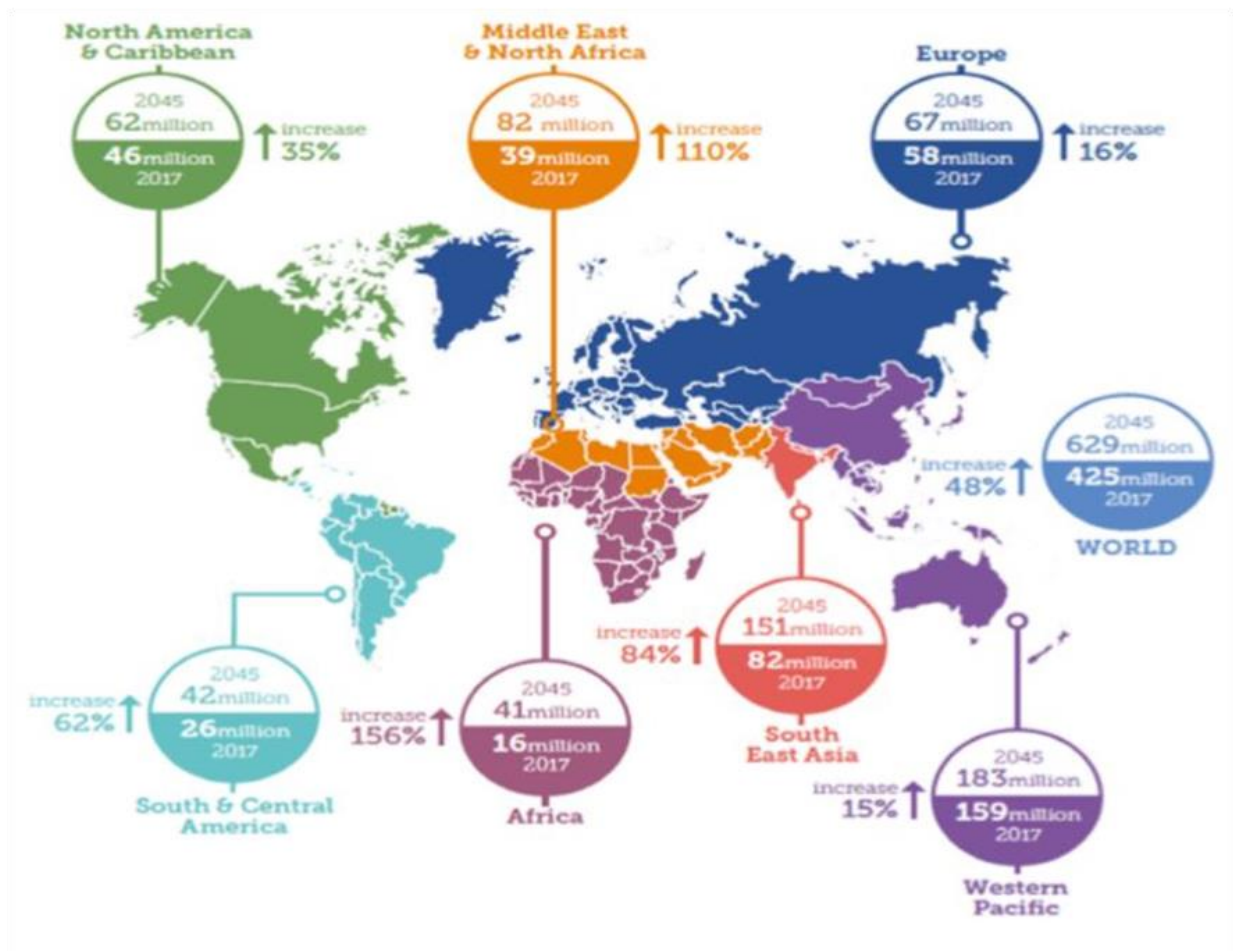 North America
& Caribbean
2045
62million
46million
2017
increase
35%
Middle East
& North Africa
2045
82 million
39million
2017
increase
110%
Europe
2045
67million
58million
2017
increase
16%
2045
629million
425million
2017
increase
48%
WORLD
2045
42million
26million
2017
increase
62%
South & Central
America
2045
41million
16million
2017
increase
156%
Africa
2045
151million
82million
2017
increase
84%
South
East Asia
2045
183million
159million
2017
increase
15%
Western
Pacific